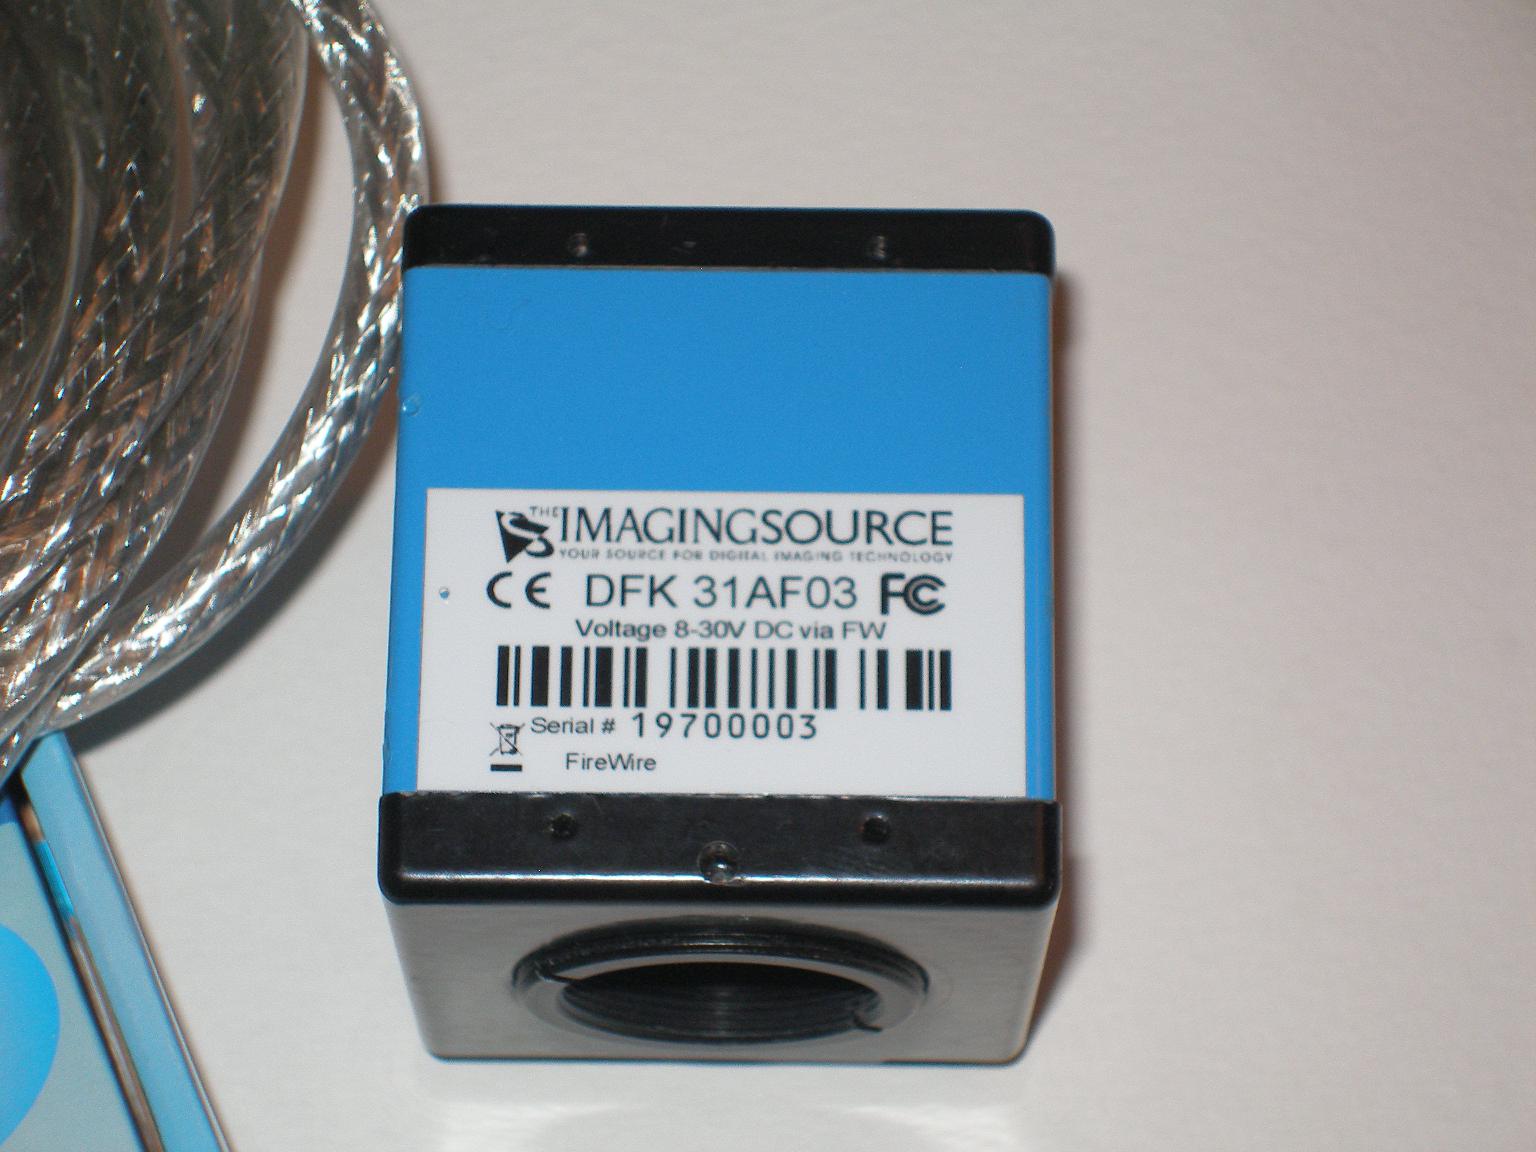 THE IMAGINGSOURCE
YOUR SOURCE FOR DIGITAL IMAGING TECHNOLOGY
CE DFK 31AF03 FC
Voltage 8-30V DC via FW
Serial # 19700003
FireWire